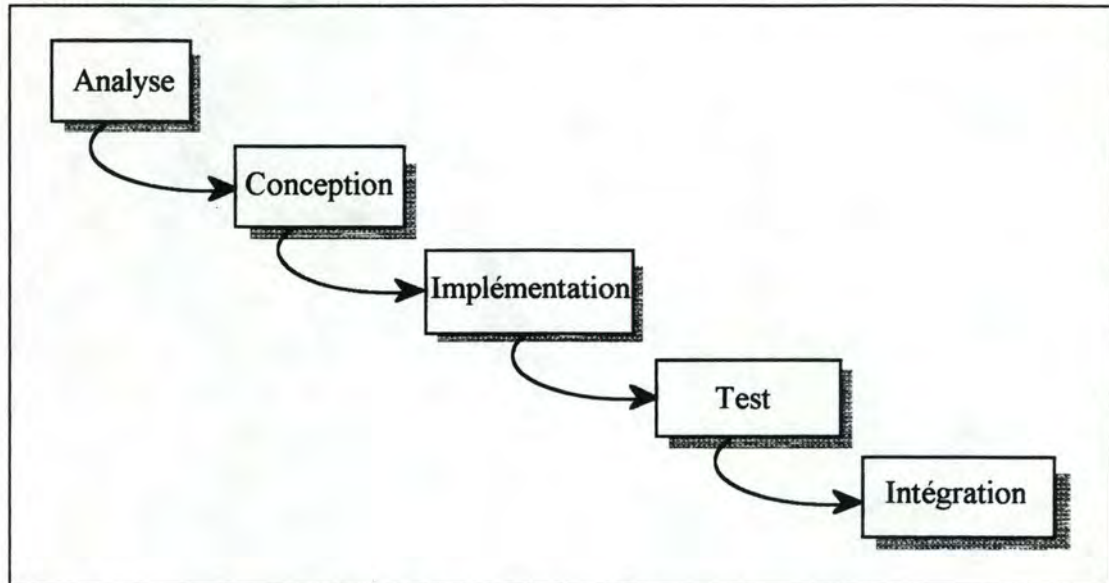 Analyse
Conception
Implémentation
Test
Intégration